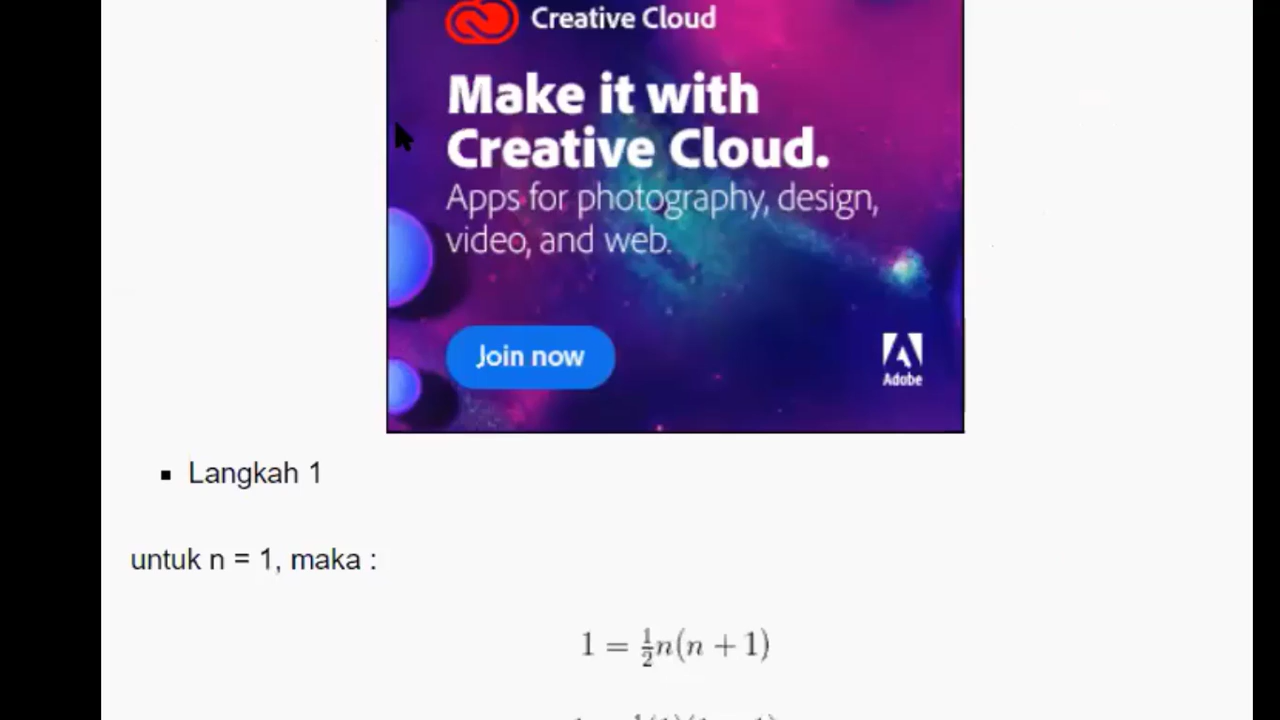 Creative Cloud
Make it with
Creative Cloud.
Apps for photography, design,
video, and web.
Join now
Adobe
▪ Langkah 1
untuk n = 1, maka :
1 = ½n(n + 1)